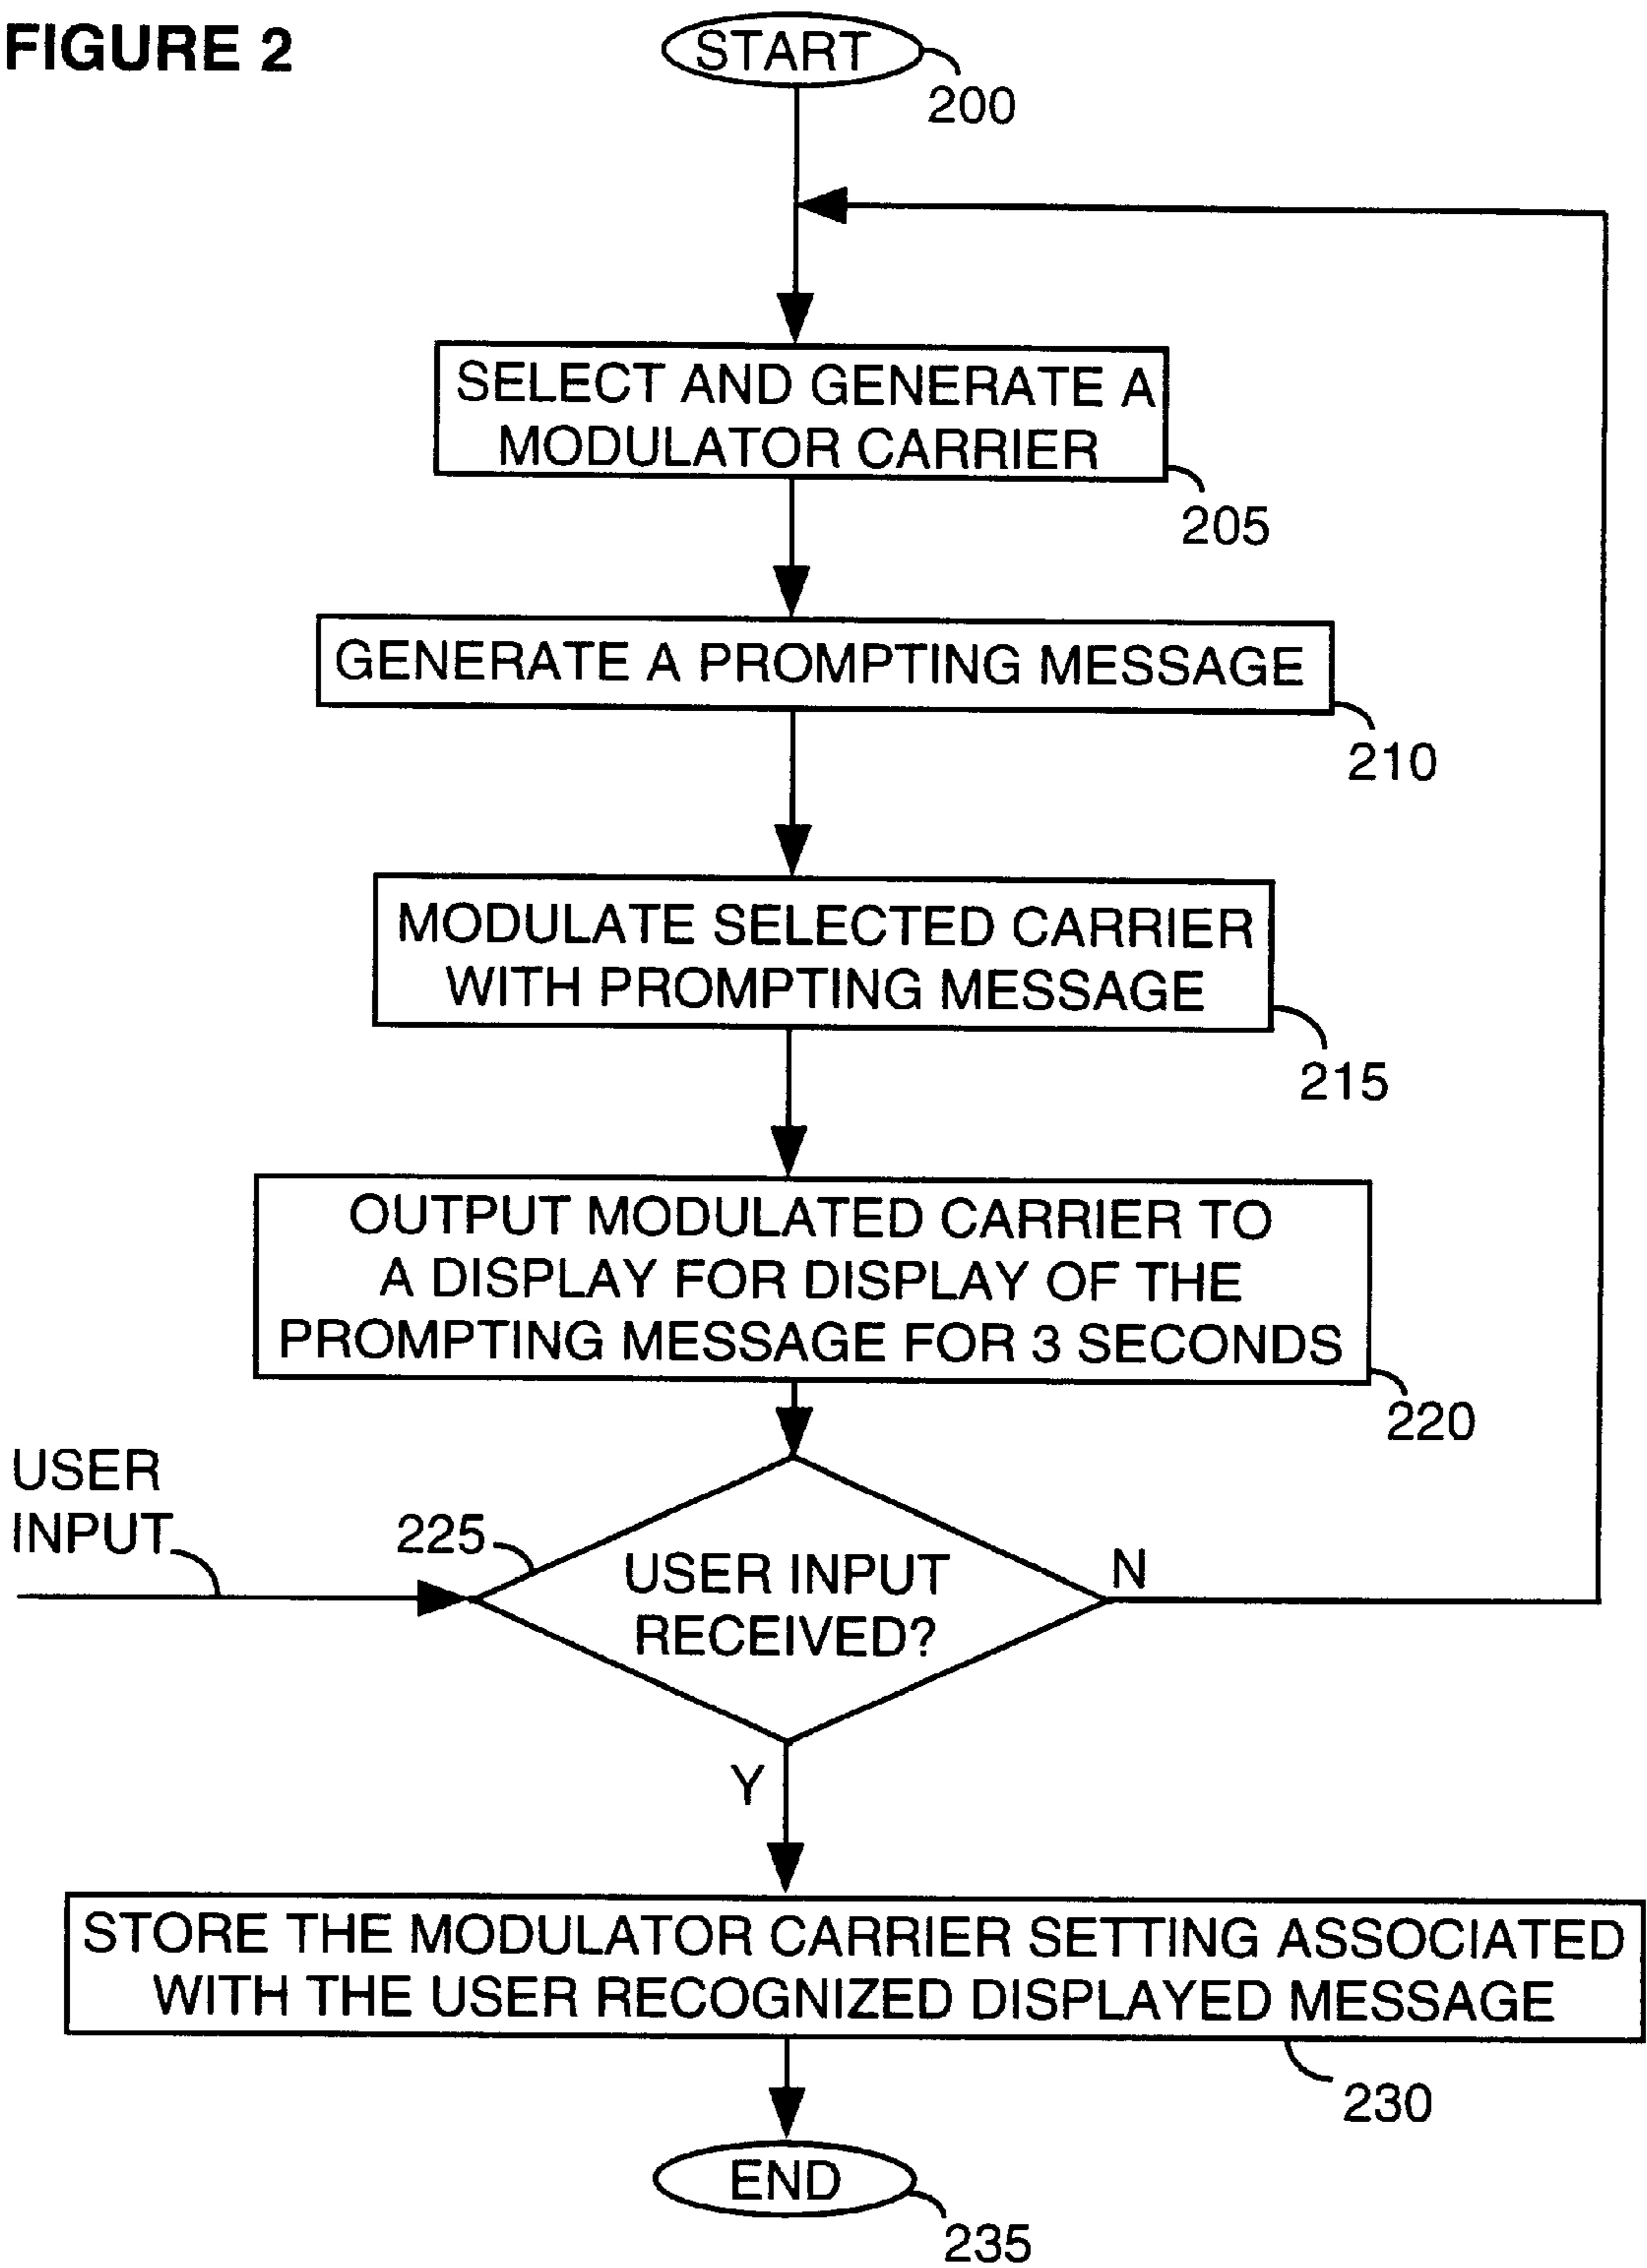 FIGURE 2
START
200
SELECT AND GENERATE A
MODULATOR CARRIER
205
GENERATE A PROMPTING MESSAGE
210
MODULATE SELECTED CARRIER
WITH PROMPTING MESSAGE
215
OUTPUT MODULATED CARRIER TO
A DISPLAY FOR DISPLAY OF THE
PROMPTING MESSAGE FOR 3 SECONDS
220
USER
INPUT
225
USER INPUT
RECEIVED?
N
Y
STORE THE MODULATOR CARRIER SETTING ASSOCIATED
WITH THE USER RECOGNIZED DISPLAYED MESSAGE
230
END
235